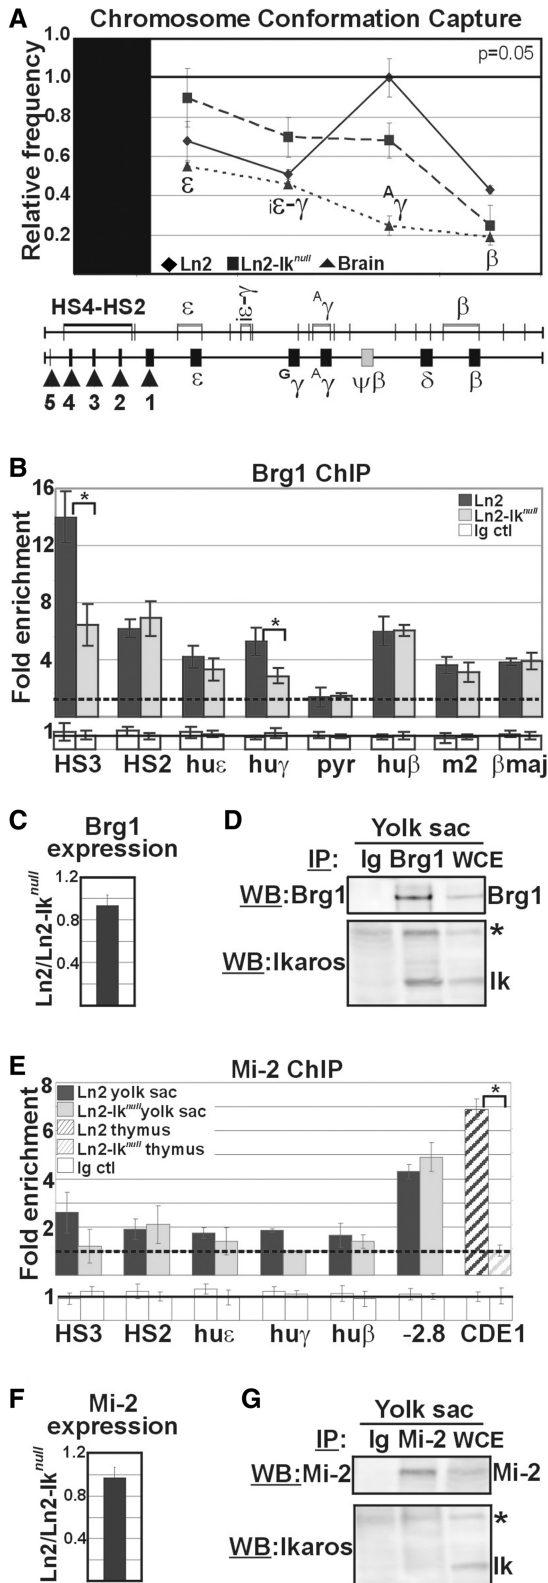 A Chromosome Conformation Capture
Relative frequency
1.0
1.0
0.8
0.6
0.4
0.2
p=0.05
ε
iε-γ
Aγ
β
Ln2 Ln2-Iknull Brain
HS4-HS2 ε iε-γ Aγ β
ε Gγ Aγ ψβ δ β
5 4 3 2 1
B Brg1 ChIP
Fold enrichment
16
12
8
4
1
* *
Ln2
Ln2-Iknull
Ig ctl
HS3 HS2 huε huγ pyr huβ m2 βmaj
C Brg1 expression
Ln2/Ln2-Iknull
1.2
0.8
0.4
D Yolk sac
IP: Ig Brg1 WCE
WB:Brg1 Brg1
*
WB:Ikaros
Ik
E Mi-2 ChIP
Fold enrichment
8
4
2
1
Ln2 yolk sac
Ln2-Iknull yolk sac
Ln2 thymus
Ln2-Iknull thymus
Ig ctl
*
HS3 HS2 huε huγ huβ -2.8 CDE1
F Mi-2 expression
Ln2/Ln2-Iknull
1.2
0.8
0.4
G Yolk sac
IP: Ig Mi-2 WCE
WB:Mi-2 Mi-2
*
WB:Ikaros
Ik